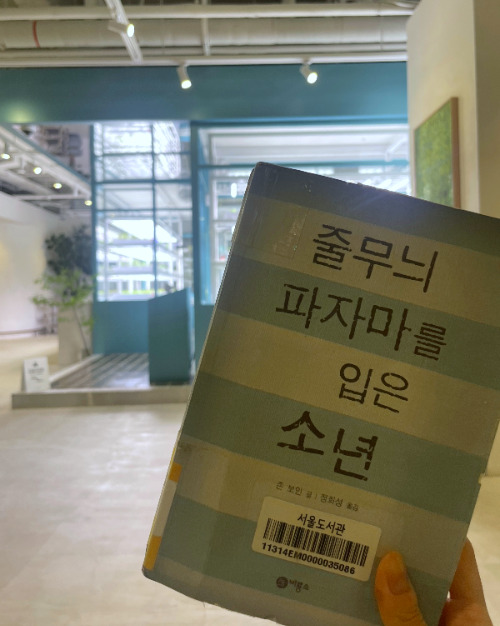 줄무늬
파자마를
입은
소년
존 보인 글 | 정회성 옮김
서울도서관
11314EM0000035086
비룡소